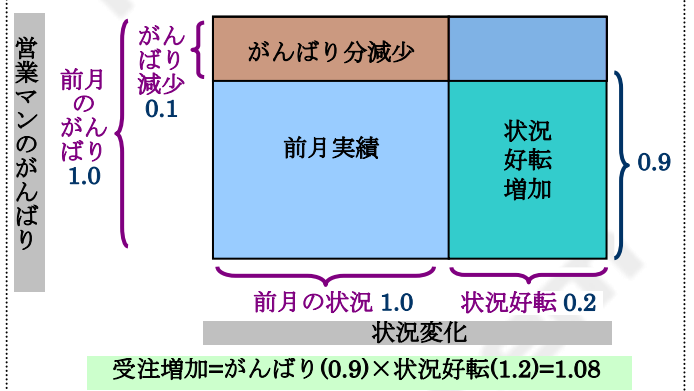 営業マンのがんばり
前月
の
がん
ばり
1.0
がん
ばり
減少
0.1
がんばり分減少
前月実績
状況
好転
増加
0.9
前月の状況 1.0
状況好転 0.2
状況変化
受注増加=がんばり(0.9)×状況好転(1.2)=1.08